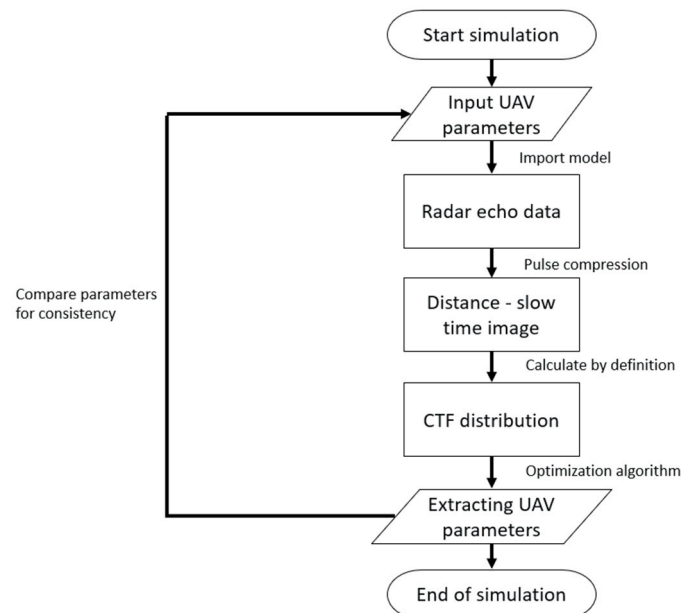 Start simulation
Input UAV
parameters
Import model
Radar echo data
Pulse compression
Compare parameters
for consistency
Distance - slow
time image
Calculate by definition
CTF distribution
Optimization algorithm
Extracting UAV
parameters
End of simulation